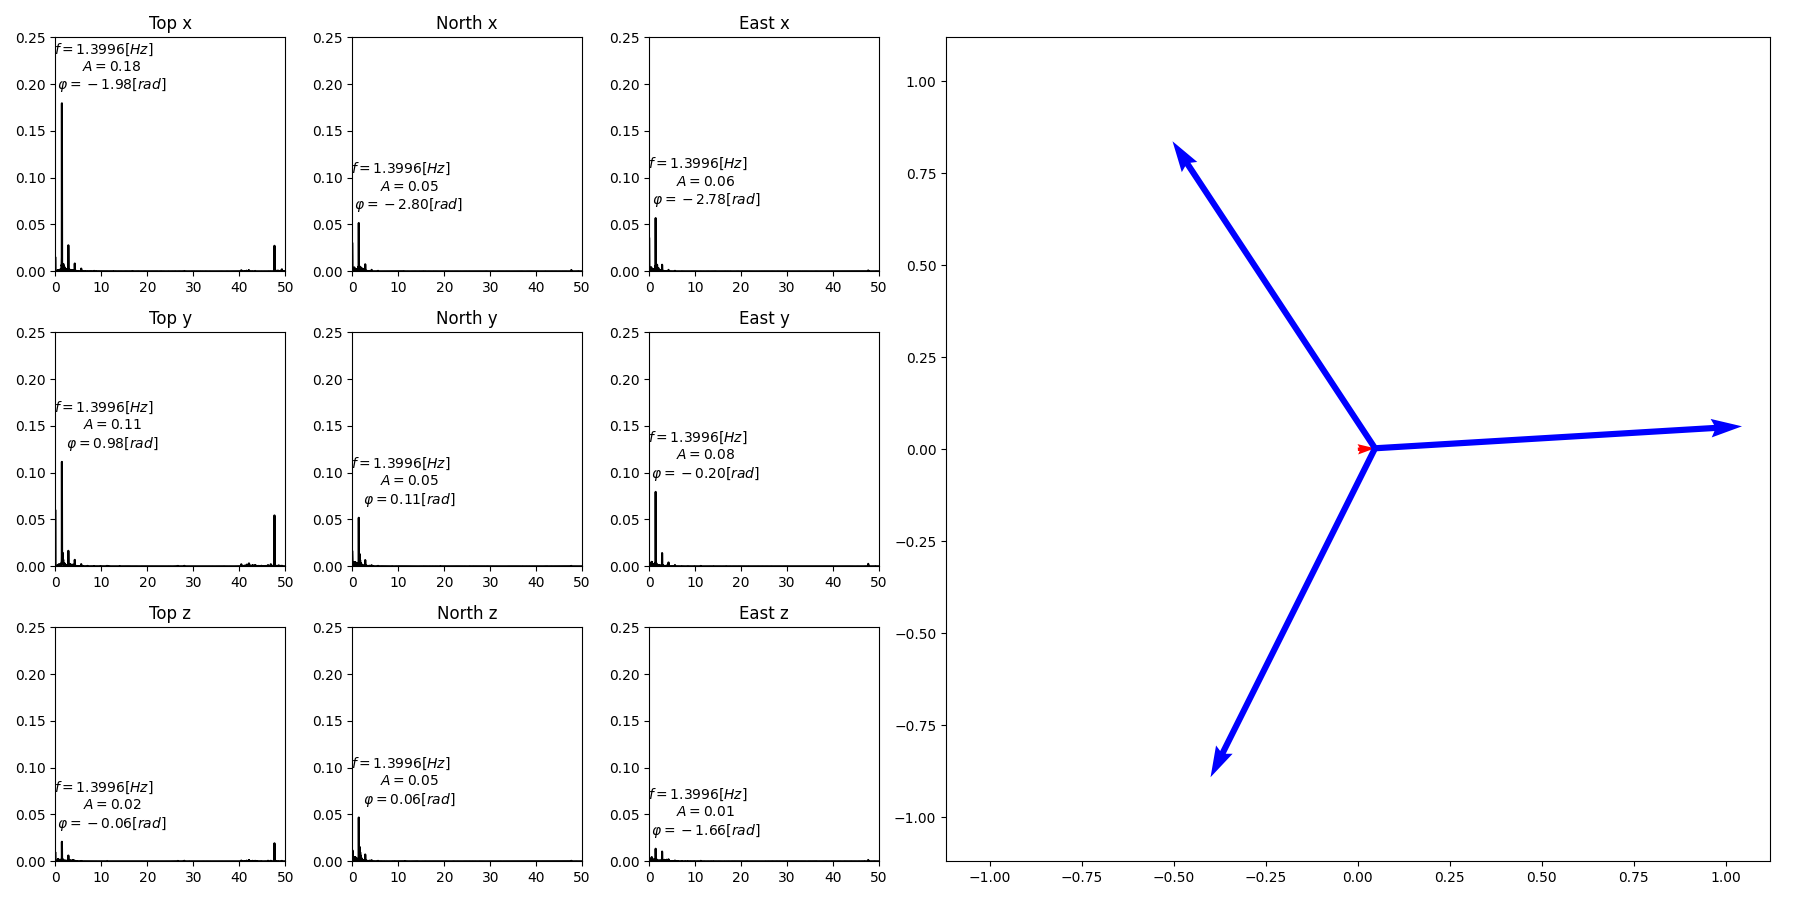 Top x
North x
East x
0.25
0.20
0.15
0.10
0.05
0.00
f = 1.3996[Hz]
A = 0.18
φ = −1.98[rad]
0 10 20 30 40 50
0.25
0.20
0.15
0.10
0.05
0.00
f = 1.3996[Hz]
A = 0.05
φ = −2.80[rad]
0 10 20 30 40 50
0.25
0.20
0.15
0.10
0.05
0.00
f = 1.3996[Hz]
A = 0.06
φ = −2.78[rad]
0 10 20 30 40 50
Top y
North y
East y
0.25
0.20
0.15
0.10
0.05
0.00
f = 1.3996[Hz]
A = 0.11
φ = 0.98[rad]
0 10 20 30 40 50
0.25
0.20
0.15
0.10
0.05
0.00
f = 1.3996[Hz]
A = 0.05
φ = 0.11[rad]
0 10 20 30 40 50
0.25
0.20
0.15
0.10
0.05
0.00
f = 1.3996[Hz]
A = 0.08
φ = −0.20[rad]
0 10 20 30 40 50
Top z
North z
East z
0.25
0.20
0.15
0.10
0.05
0.00
f = 1.3996[Hz]
A = 0.02
φ = −0.06[rad]
0 10 20 30 40 50
0.25
0.20
0.15
0.10
0.05
0.00
f = 1.3996[Hz]
A = 0.05
φ = 0.06[rad]
0 10 20 30 40 50
0.25
0.20
0.15
0.10
0.05
0.00
f = 1.3996[Hz]
A = 0.01
φ = −1.66[rad]
0 10 20 30 40 50
1.00
0.75
0.50
0.25
0.00
−0.25
−0.50
−0.75
−1.00
−1.00 −0.75 −0.50 −0.25 0.00 0.25 0.50 0.75 1.00